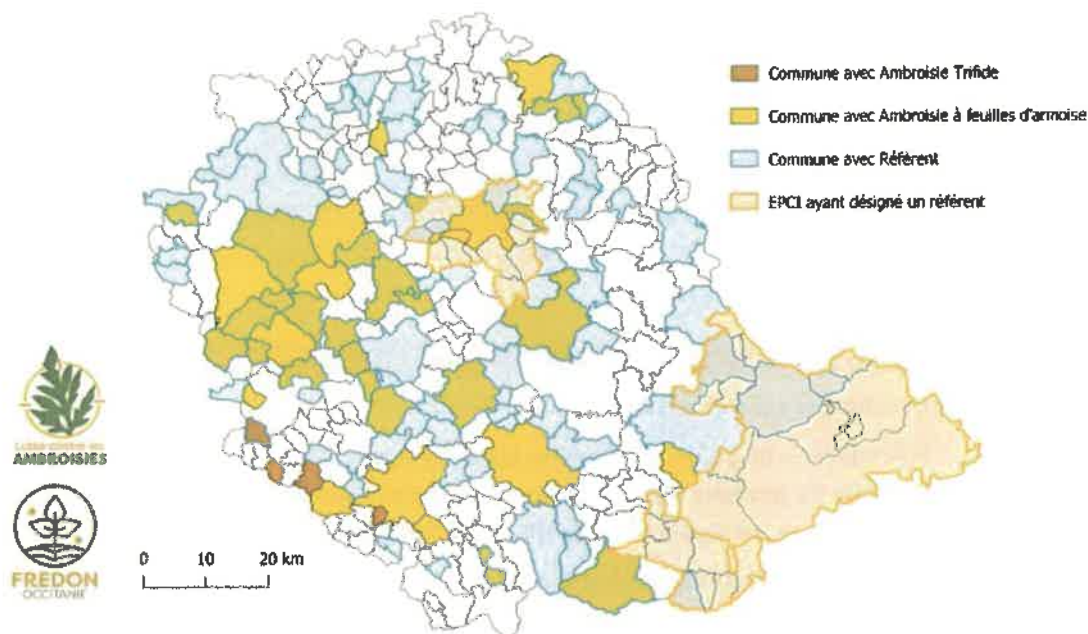 Commune avec Ambroisie Trifide
Commune avec Ambroisie à feuilles d'armoise
Commune avec Référent
EPCI ayant désigné un référent
AMBROISIES
FREDON
OCCITANIE
0 10 20 km